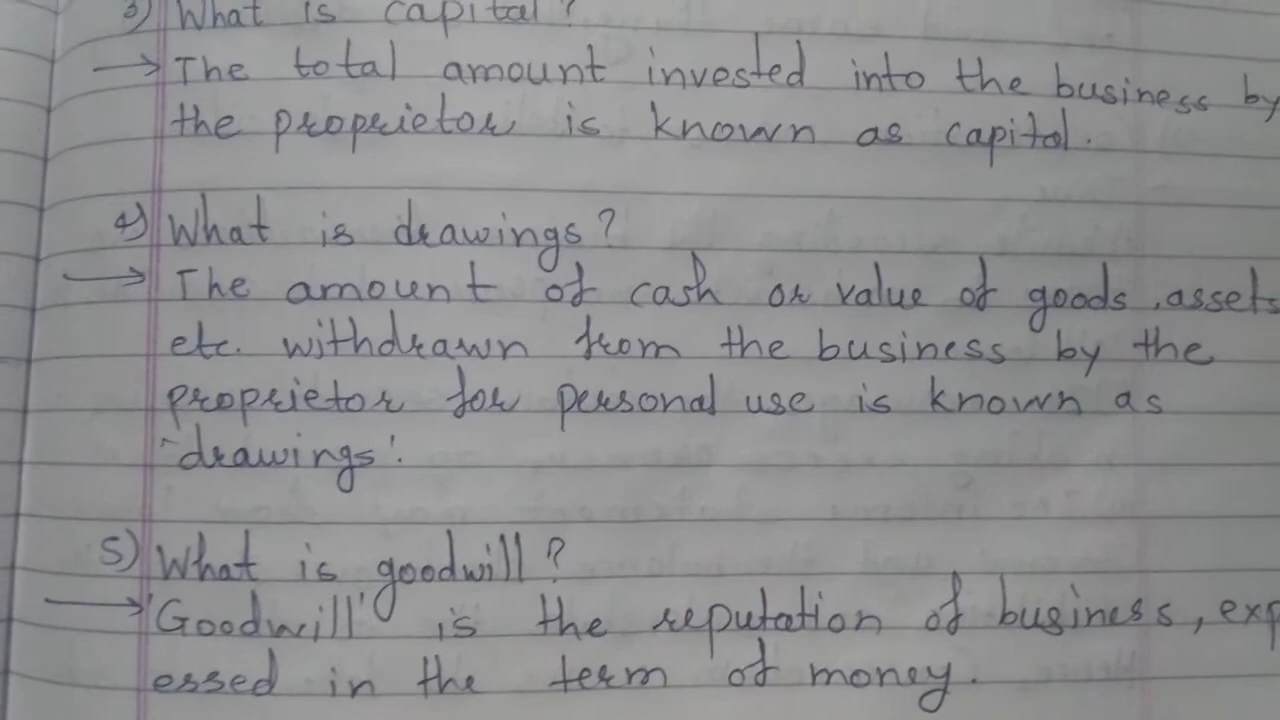 3) What is capital?
→ The total amount invested into the business by
the proprietor is known as capital.
4) What is drawings?
→ The amount of cash or value of goods, assets
etc. withdrawn from the business by the
proprietor for personal use is known as
'drawings'.
5) What is goodwill?
→ 'Goodwill' is the reputation of business, exp
essed in the term of money.